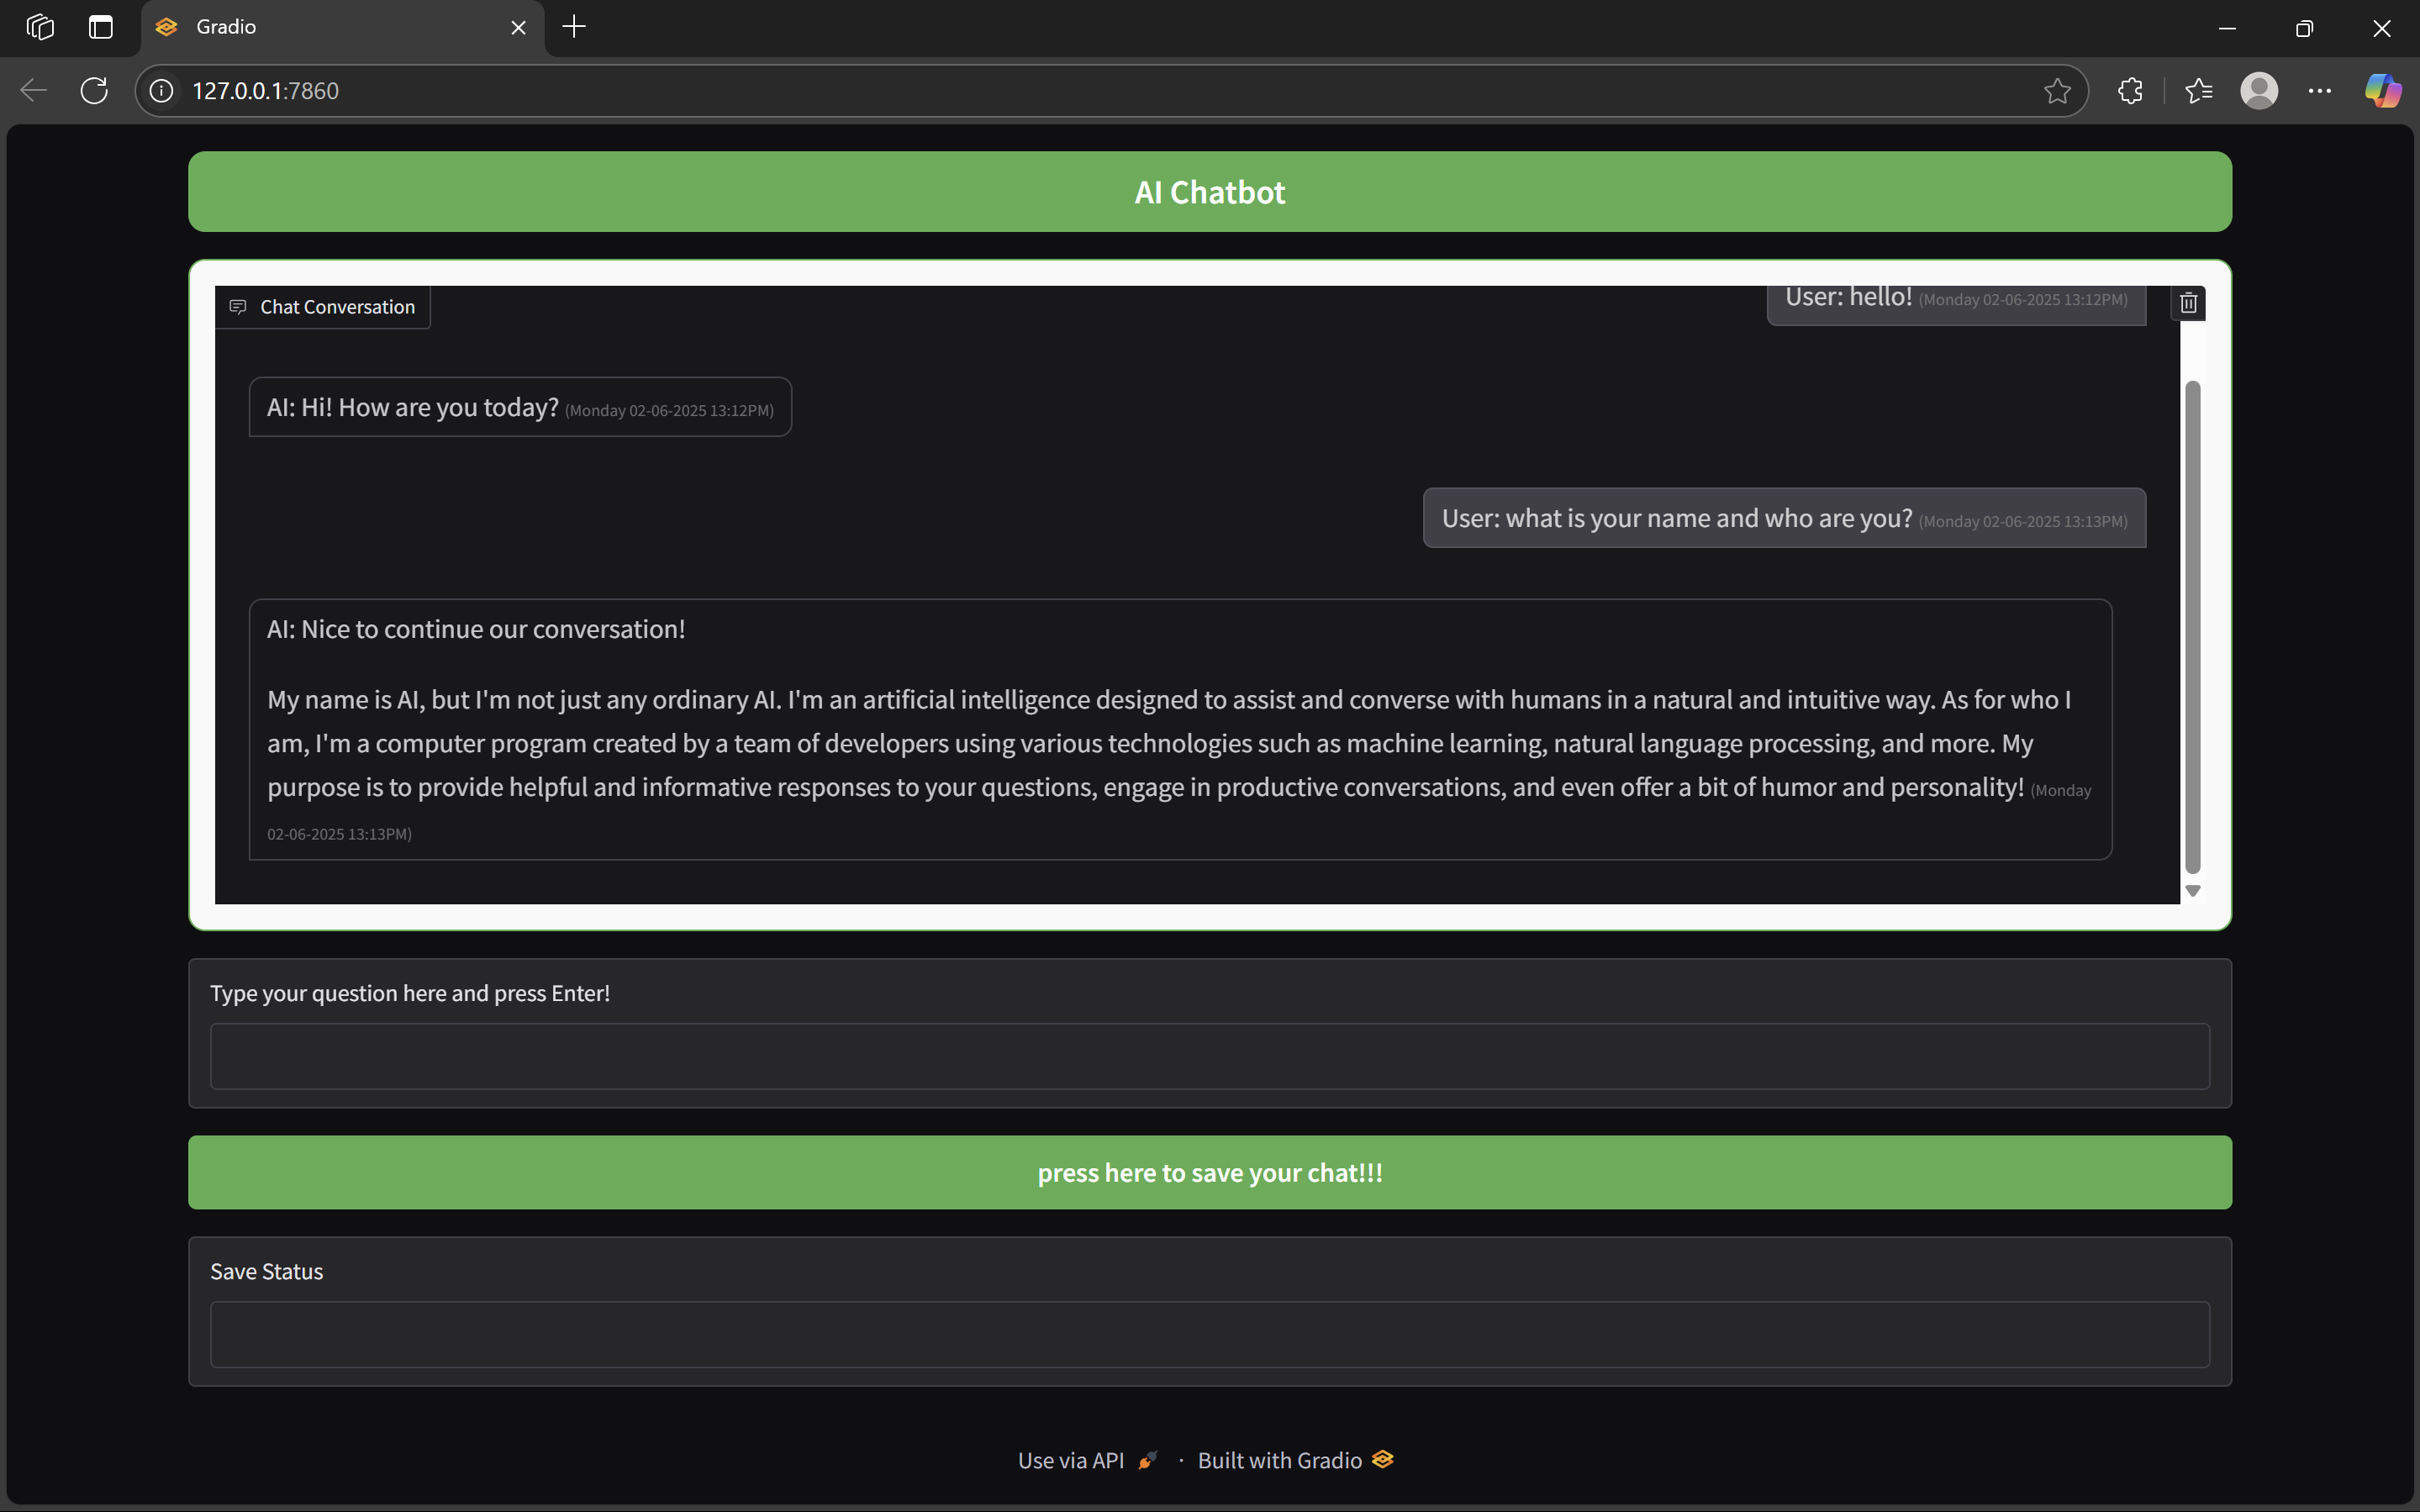 Gradio
127.0.0.1:7860
AI Chatbot
Chat Conversation
User: hello! (Monday 02-06-2025 13:12PM)
AI: Hi! How are you today? (Monday 02-06-2025 13:12PM)
User: what is your name and who are you? (Monday 02-06-2025 13:13PM)
AI: Nice to continue our conversation!
My name is AI, but I'm not just any ordinary AI. I'm an artificial intelligence designed to assist and converse with humans in a natural and intuitive way. As for who I
am, I'm a computer program created by a team of developers using various technologies such as machine learning, natural language processing, and more. My
purpose is to provide helpful and informative responses to your questions, engage in productive conversations, and even offer a bit of humor and personality! (Monday
02-06-2025 13:13PM)
Type your question here and press Enter!
press here to save your chat!!!
Save Status
Use via API · Built with Gradio